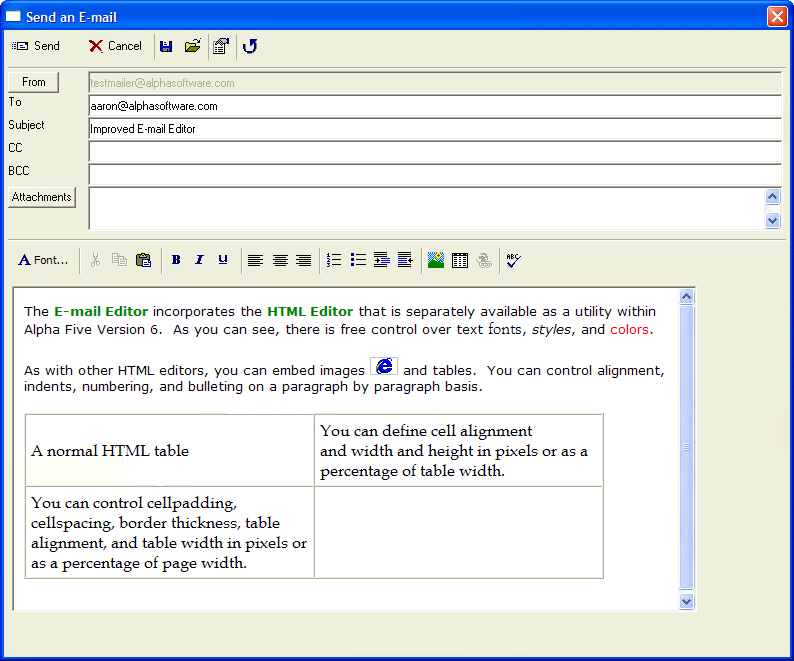 Send an E-mail
Send Cancel
From testmailer@alphasoftware.com
To aaron@alphasoftware.com
Subject Improved E-mail Editor
CC
BCC
Attachments
A Font... B I U ABC
The E-mail Editor incorporates the HTML Editor that is separately available as a utility within
Alpha Five Version 6. As you can see, there is free control over text fonts, styles, and colors.
As with other HTML editors, you can embed images and tables. You can control alignment,
indents, numbering, and bulleting on a paragraph by paragraph basis.
A normal HTML table
You can define cell alignment
and width and height in pixels or as a
percentage of table width.
You can control cellpadding,
cellspacing, border thickness, table
alignment, and table width in pixels or
as a percentage of page width.